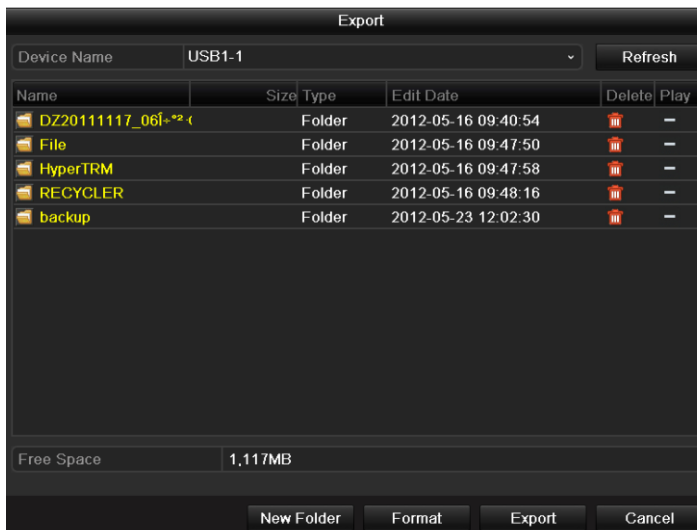 Export
Device Name USB1-1 Refresh
Name Size Type Edit Date Delete Play
DZ20111117_06Î÷°² Folder 2012-05-16 09:40:54 –
File Folder 2012-05-16 09:47:50 –
HyperTRM Folder 2012-05-16 09:47:58 –
RECYCLER Folder 2012-05-16 09:48:16 –
backup Folder 2012-05-23 12:02:30 –
Free Space 1,117MB
New Folder Format Export Cancel